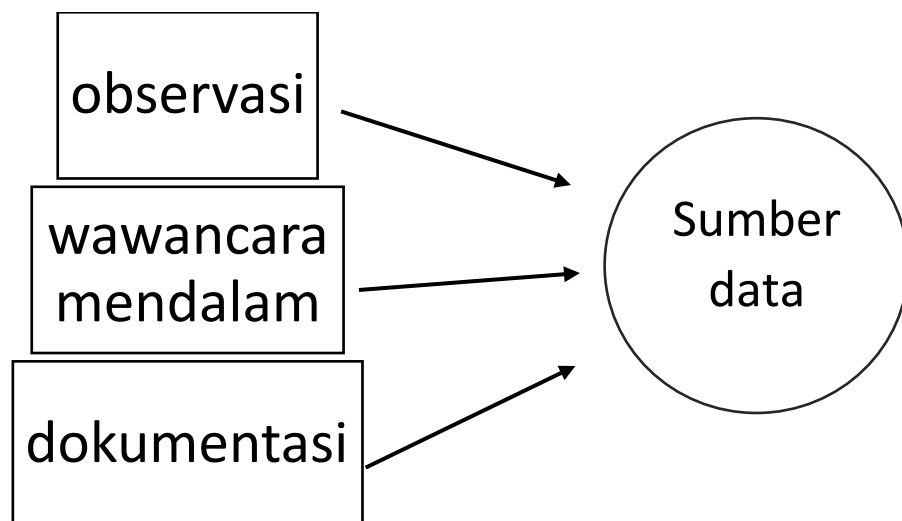 observasi
wawancara
mendalam
dokumentasi
Sumber
data